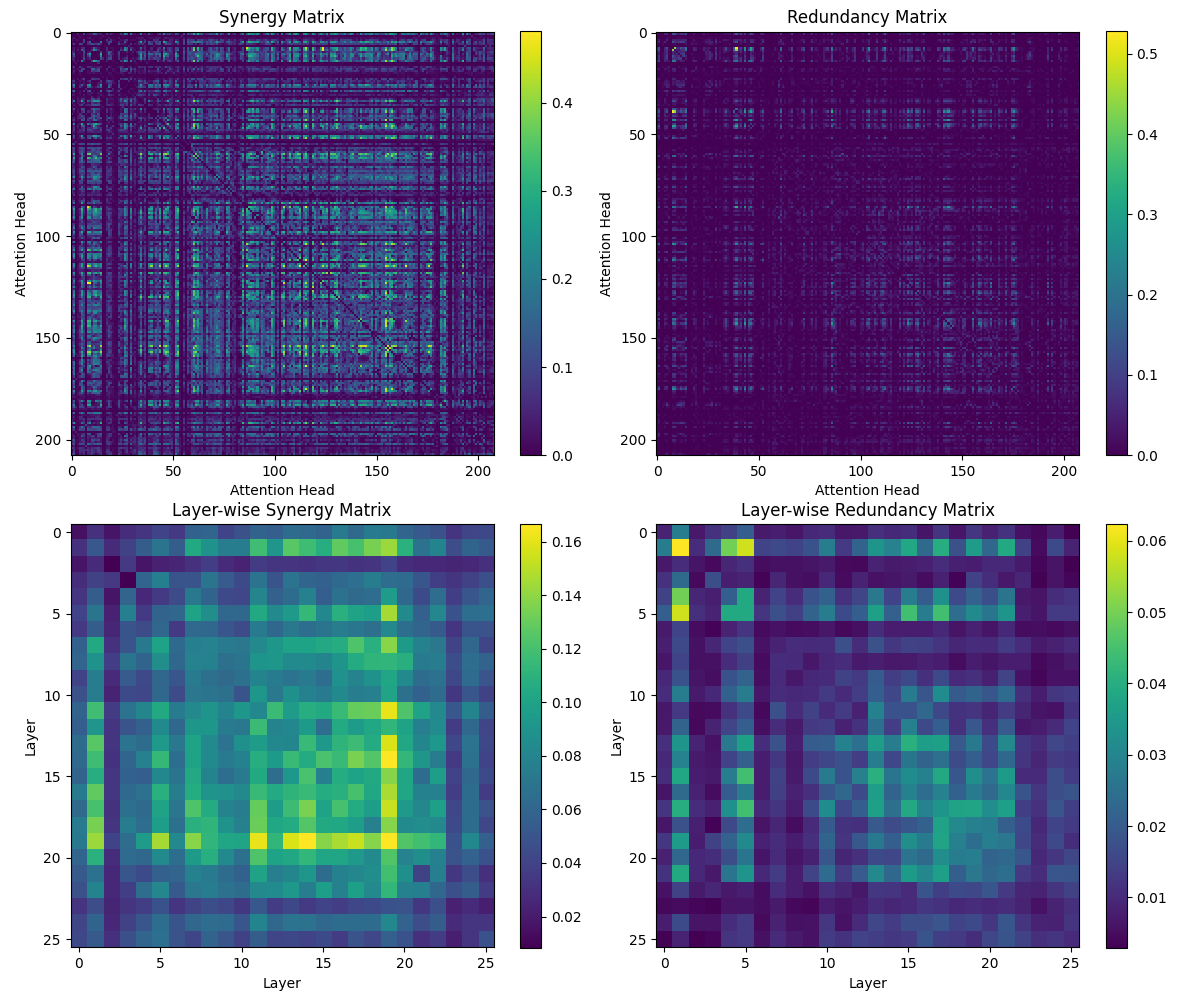 Synergy Matrix
0
50
100
150
200
0 50 100 150 200
Attention Head
Attention Head
0.4
0.3
0.2
0.1
0.0
Redundancy Matrix
0
50
100
150
200
0 50 100 150 200
Attention Head
Attention Head
0.5
0.4
0.3
0.2
0.1
0.0
Layer-wise Synergy Matrix
0
5
10
15
20
25
0 5 10 15 20 25
Layer
Layer
0.16
0.14
0.12
0.10
0.08
0.06
0.04
0.02
Layer-wise Redundancy Matrix
0
5
10
15
20
25
0 5 10 15 20 25
Layer
Layer
0.06
0.05
0.04
0.03
0.02
0.01